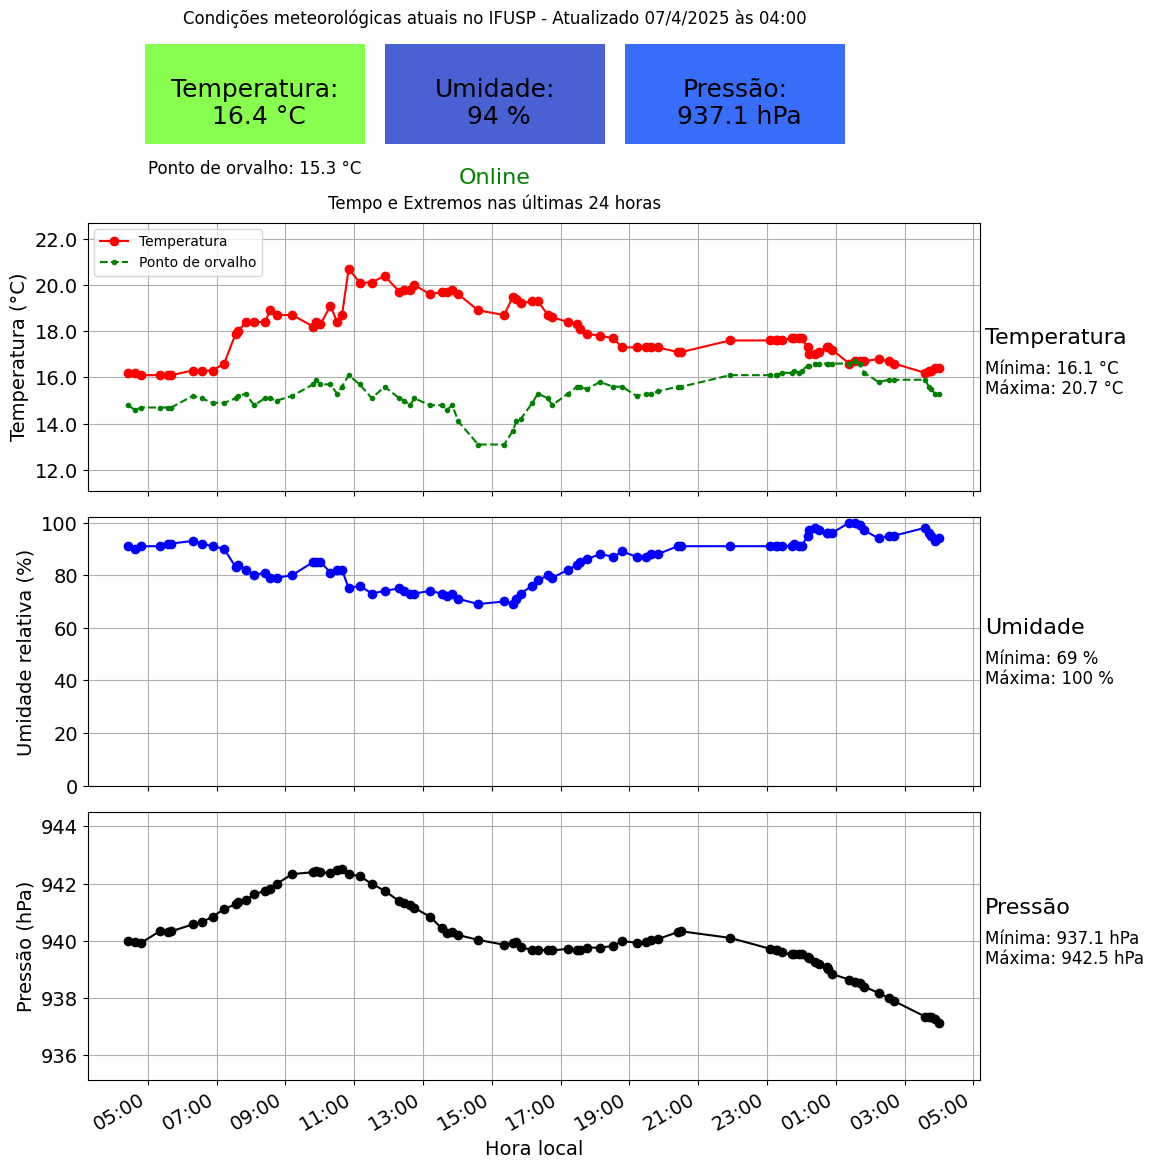 Condições meteorológicas atuais no IFUSP - Atualizado 07/4/2025 às 04:00
Temperatura:
16.4 °C
Umidade:
94 %
Pressão:
937.1 hPa
Ponto de orvalho: 15.3 °C
Online
Tempo e Extremos nas últimas 24 horas
Temperatura (°C)
22.0
20.0
18.0
16.0
14.0
12.0
Temperatura
Ponto de orvalho
Temperatura
Mínima: 16.1 °C
Máxima: 20.7 °C
Umidade relativa (%)
100
80
60
40
20
0
Umidade
Mínima: 69 %
Máxima: 100 %
Pressão (hPa)
944
942
940
938
936
Pressão
Mínima: 937.1 hPa
Máxima: 942.5 hPa
05:00 07:00 09:00 11:00 13:00 15:00 17:00 19:00 21:00 23:00 01:00 03:00 05:00
Hora local